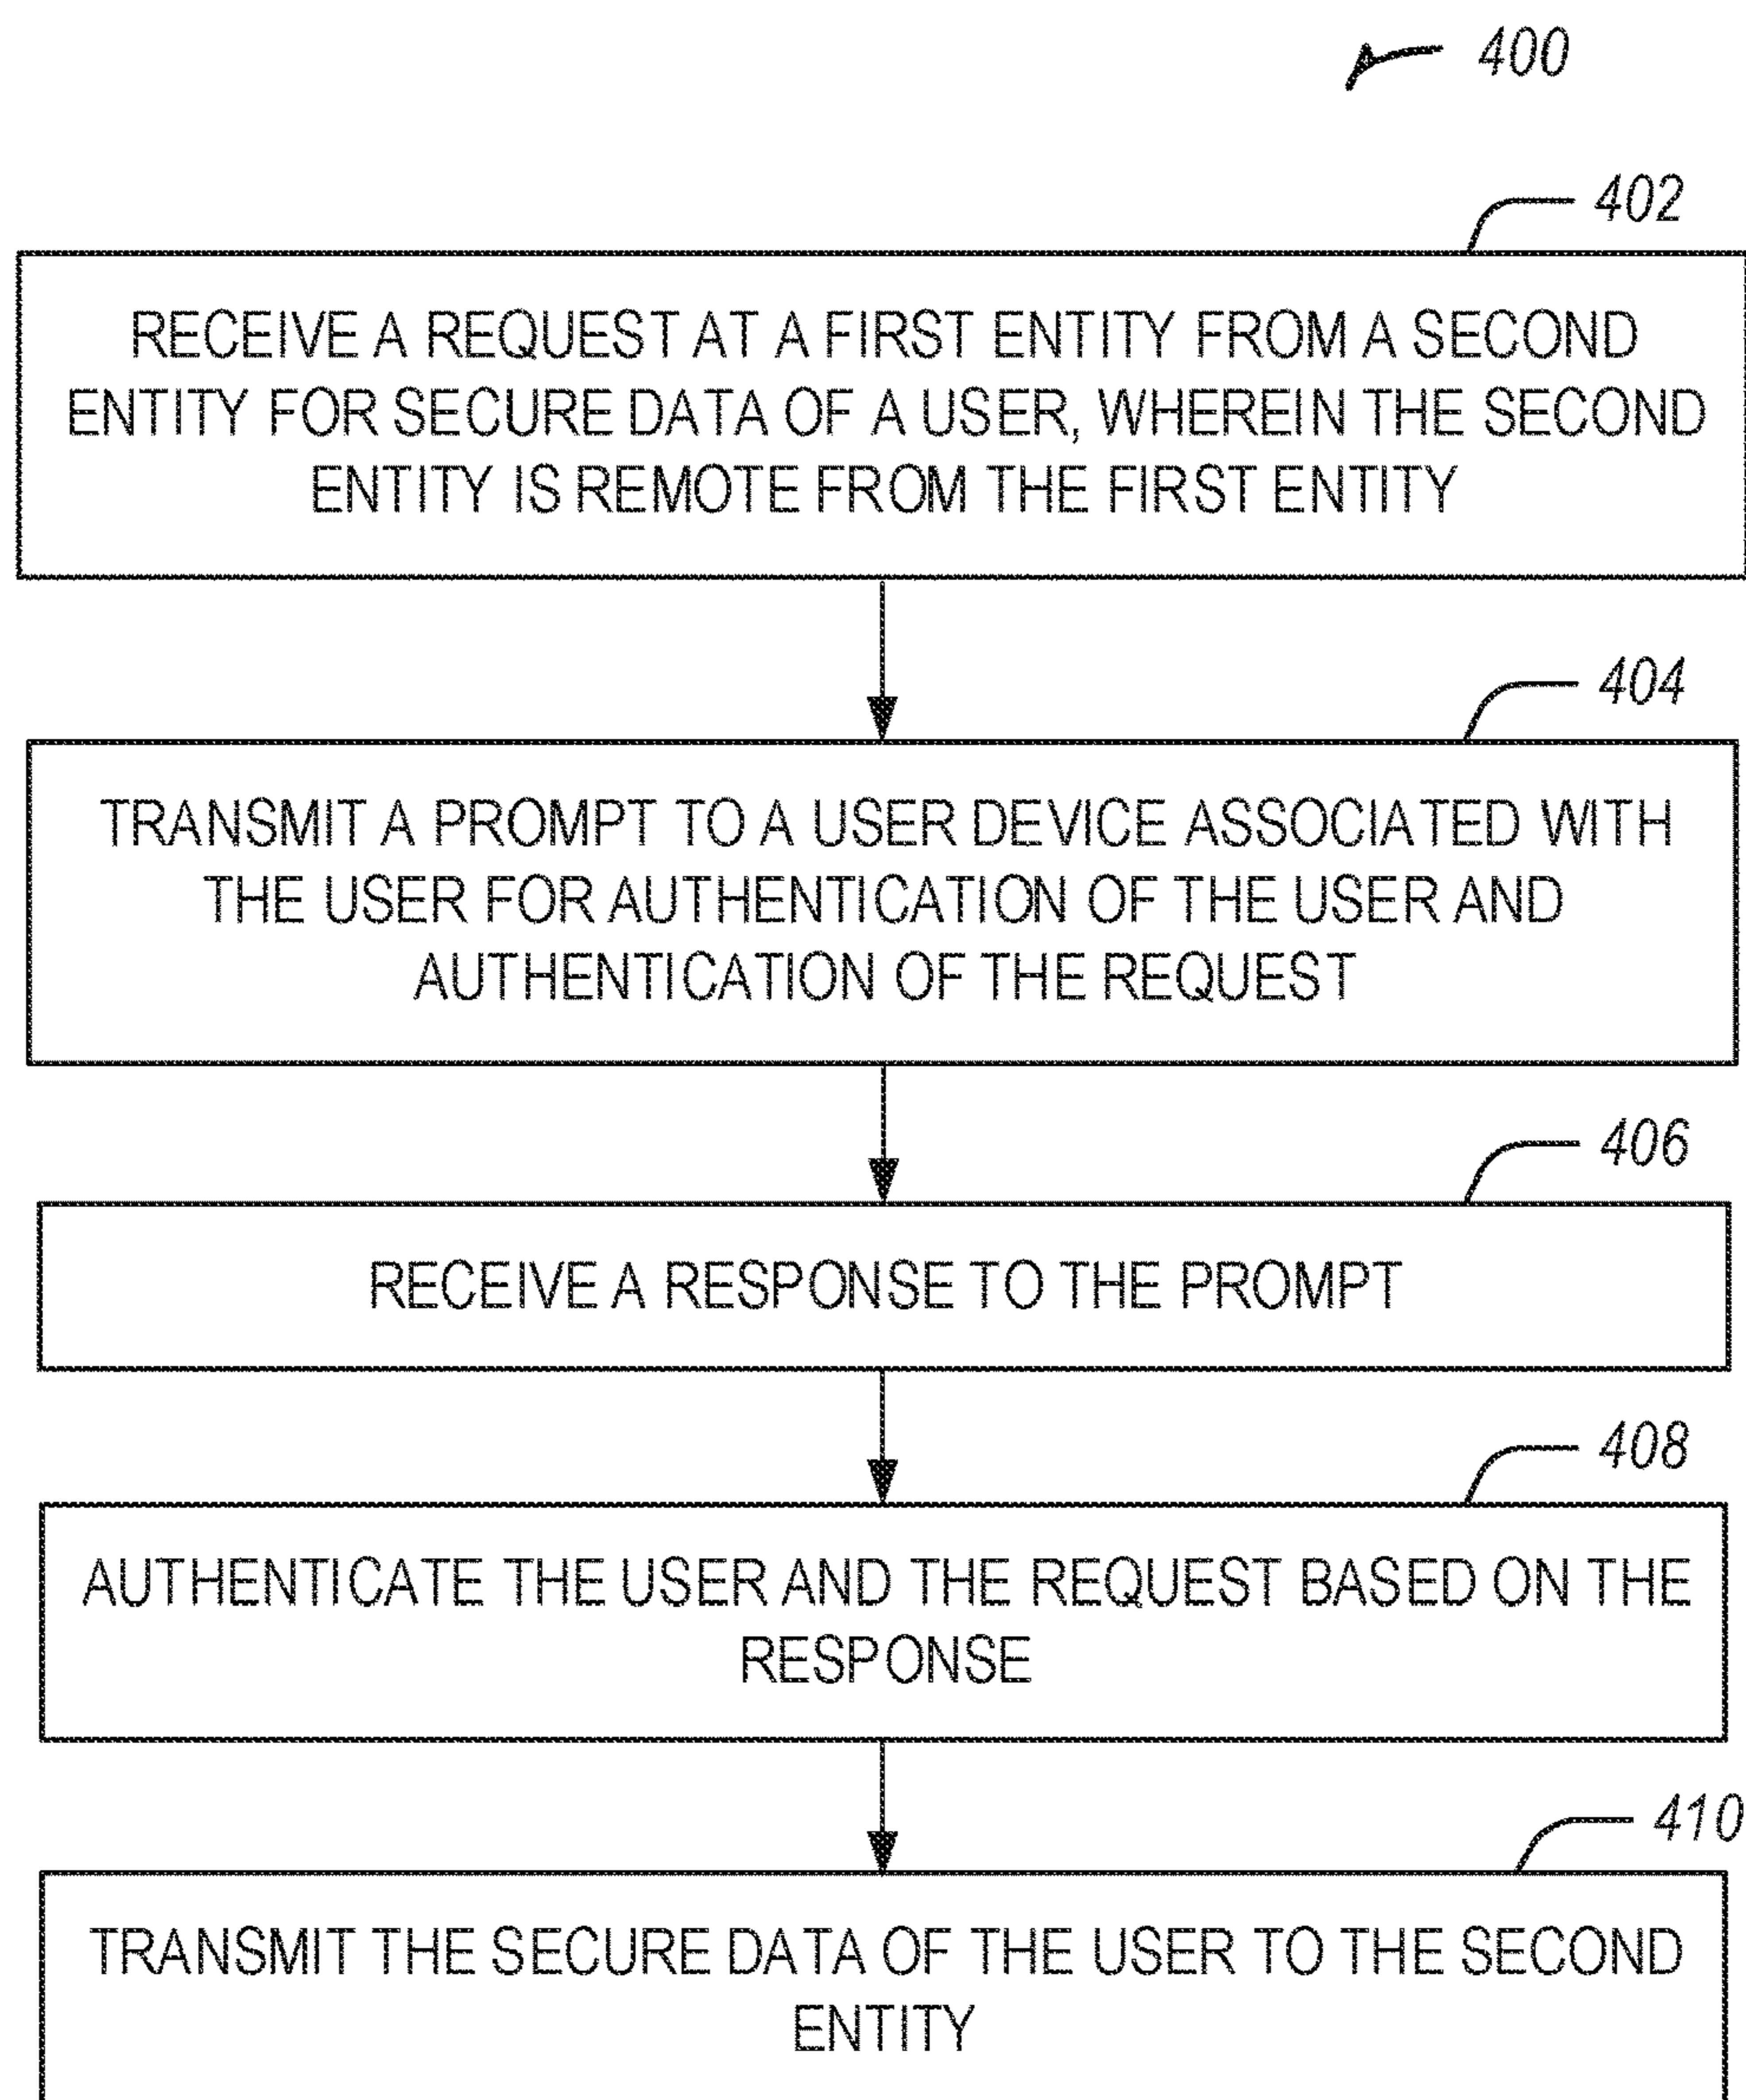 400
402
RECEIVE A REQUEST AT A FIRST ENTITY FROM A SECOND
ENTITY FOR SECURE DATA OF A USER, WHEREIN THE SECOND
ENTITY IS REMOTE FROM THE FIRST ENTITY
404
TRANSMIT A PROMPT TO A USER DEVICE ASSOCIATED WITH
THE USER FOR AUTHENTICATION OF THE USER AND
AUTHENTICATION OF THE REQUEST
406
RECEIVE A RESPONSE TO THE PROMPT
408
AUTHENTICATE THE USER AND THE REQUEST BASED ON THE
RESPONSE
410
TRANSMIT THE SECURE DATA OF THE USER TO THE SECOND
ENTITY